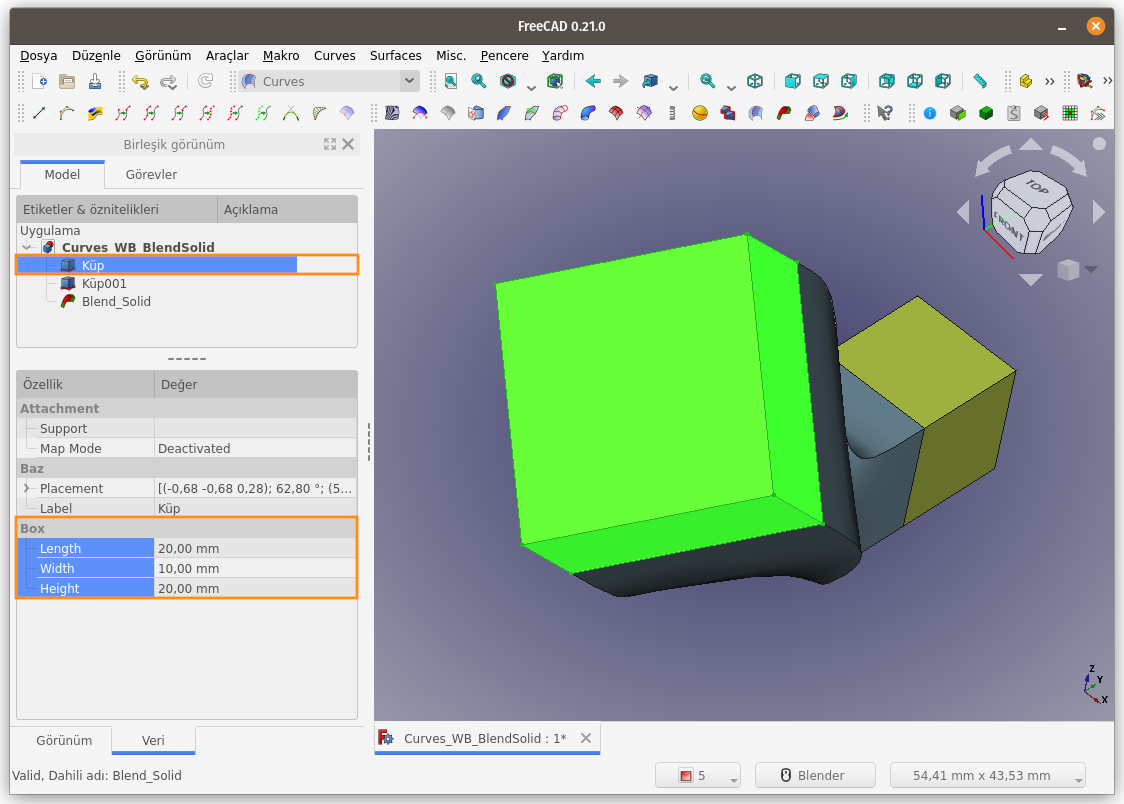 FreeCAD 0.21.0
Dosya Düzenle Görünüm Araçlar Makro Curves Surfaces Misc. Pencere Yardım
Curves
Birleşik görünüm
Model Görevler
Etiketler & öznitelikleri Açıklama
Uygulama
Curves_WB_BlendSolid
Küp
Küp001
Blend_Solid
Özellik Değer
Attachment
Support
Map Mode Deactivated
Baz
Placement [(-0,68 -0,68 0,28); 62,80 °; (5...
Label Küp
Box
Length 20,00 mm
Width 10,00 mm
Height 20,00 mm
TOP
FRONT
Z
Y
X
Görünüm Veri
Curves_WB_BlendSolid : 1*
Valid, Dahili adı: Blend_Solid
5 Blender 54,41 mm x 43,53 mm